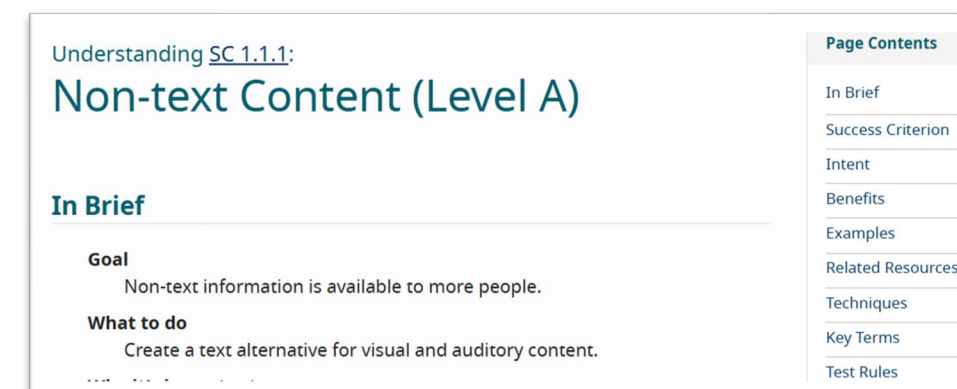 Understanding SC 1.1.1:
Non-text Content (Level A)
In Brief
Goal
Non-text information is available to more people.
What to do
Create a text alternative for visual and auditory content.
Page Contents
In Brief
Success Criterion
Intent
Benefits
Examples
Related Resources
Techniques
Key Terms
Test Rules